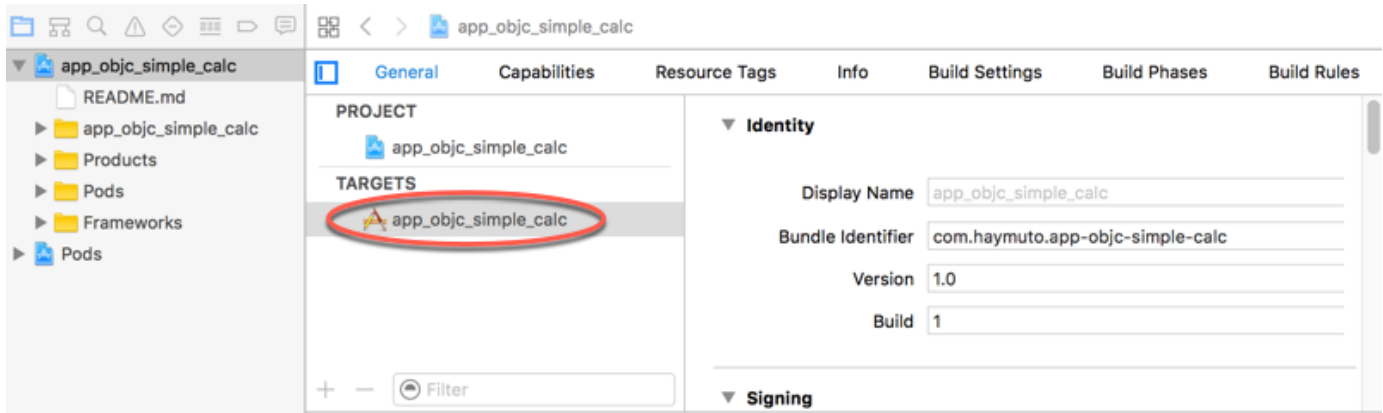 app_objc_simple_calc
app_objc_simple_calc
README.md
app_objc_simple_calc
Products
Pods
Frameworks
Pods
General Capabilities Resource Tags Info Build Settings Build Phases Build Rules
PROJECT
app_objc_simple_calc
TARGETS
app_objc_simple_calc
Filter
Identity
Display Name app_objc_simple_calc
Bundle Identifier com.haymuto.app-objc-simple-calc
Version 1.0
Build 1
Signing